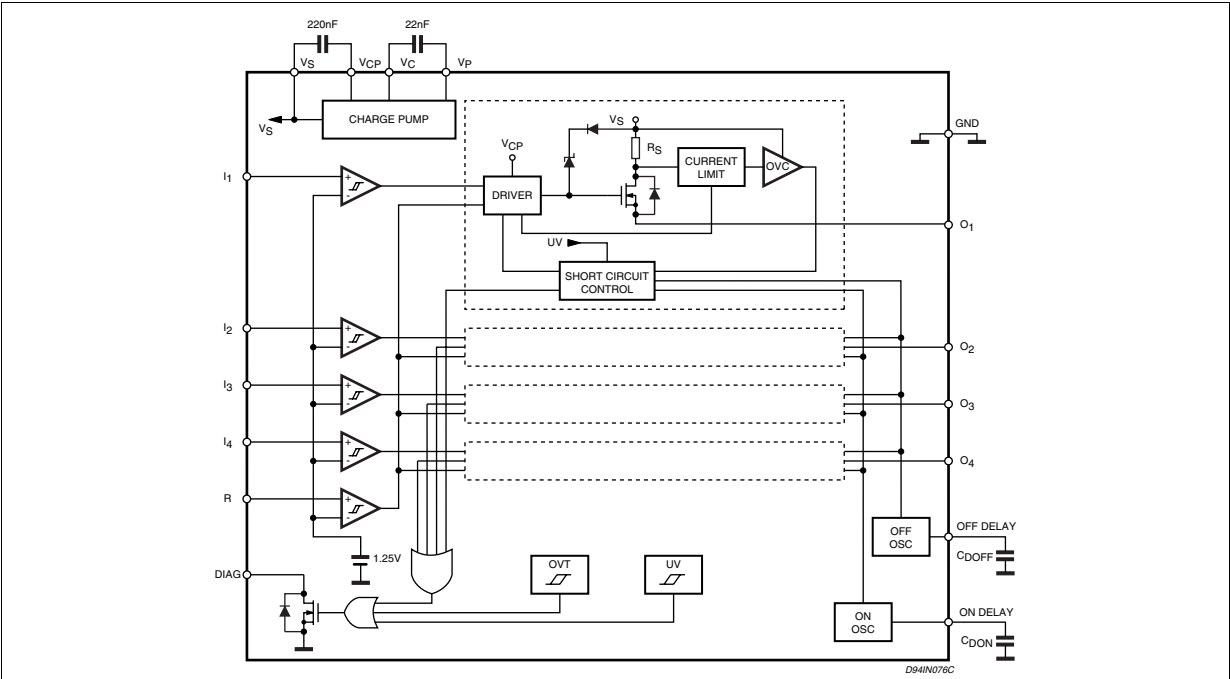 220nF 22nF
VS VCP VC VP
VS
CHARGE PUMP
GND
VCP
VS
RS
CURRENT
LIMIT
OVC
I1
+
-
DRIVER
O1
UV
SHORT CIRCUIT
CONTROL
I2
+
-
O2
I3
+
-
O3
I4
+
-
O4
R
+
-
OFF
OSC
OFF DELAY
CDOFF
1.25V
DIAG
OVT
UV
ON
OSC
ON DELAY
CDON
D94IN076C